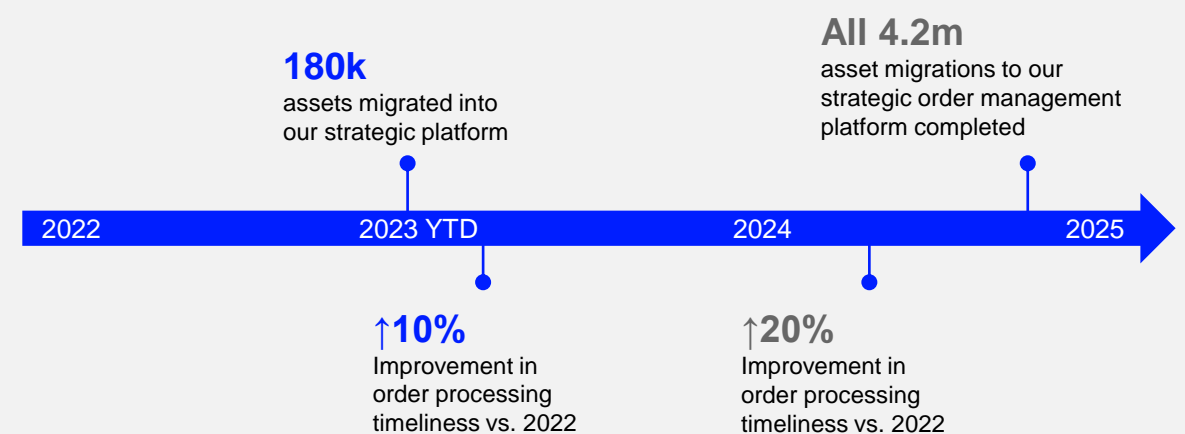 180k
assets migrated into
our strategic platform
All 4.2m
asset migrations to our
strategic order management
platform completed
2022
2023 YTD
2024
2025
↑10%
Improvement in
order processing
timeliness vs. 2022
↑20%
Improvement in
order processing
timeliness vs. 2022